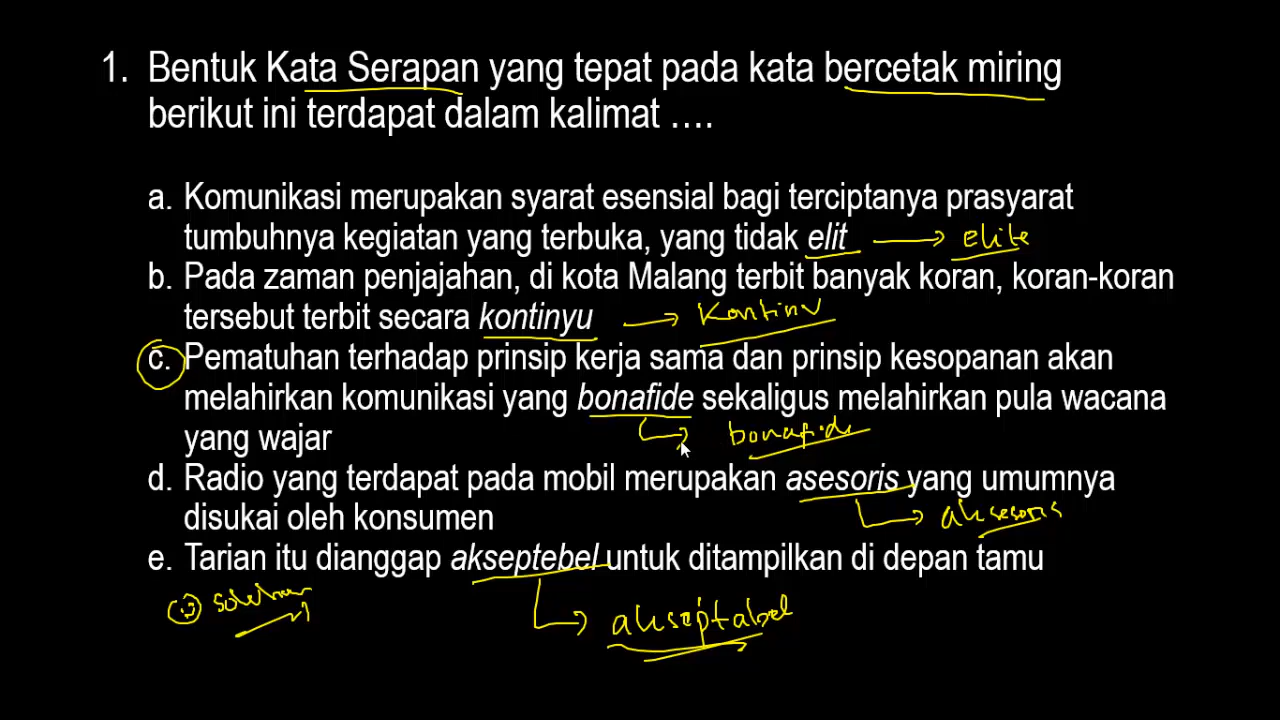 1. Bentuk Kata Serapan yang tepat pada kata bercetak miring
berikut ini terdapat dalam kalimat ....
a. Komunikasi merupakan syarat esensial bagi terciptanya prasyarat
tumbuhnya kegiatan yang terbuka, yang tidak elit → elite
b. Pada zaman penjajahan, di kota Malang terbit banyak koran, koran-koran
tersebut terbit secara kontinyu → Kontinu
c. Pematuhan terhadap prinsip kerja sama dan prinsip kesopanan akan
melahirkan komunikasi yang bonafide sekaligus melahirkan pula wacana
yang wajar → bonafide
d. Radio yang terdapat pada mobil merupakan asesoris yang umumnya
disukai oleh konsumen → aksesoris
e. Tarian itu dianggap akseptebel untuk ditampilkan di depan tamu
→ akseptabel